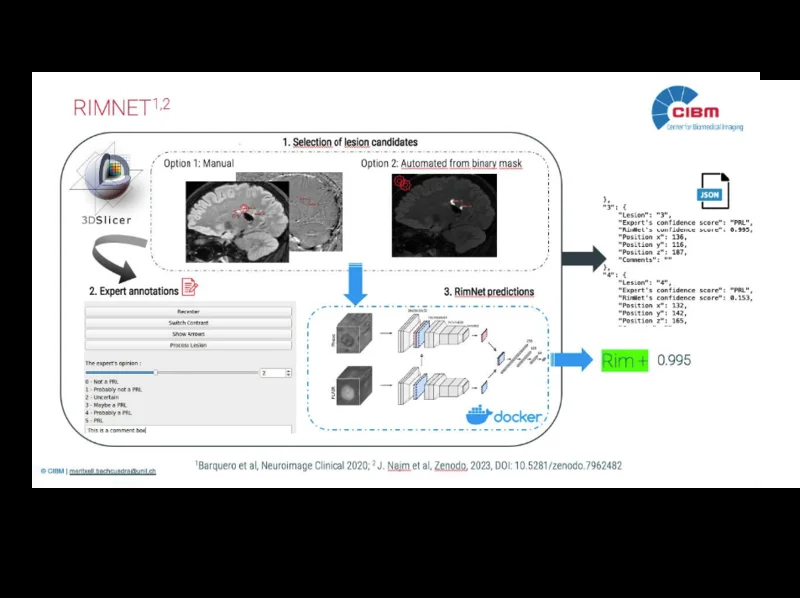 RIMNET1,2
CIBM
Center for Biomedical Imaging
1. Selection of lesion candidates
Option 1: Manual
Option 2: Automated from binary mask
3DSlicer
JSON
},
"3": {
"Lesion": "3",
"Expert's confidence score": "PRL",
"RimNet's confidence score": 0.995,
"Position x": 136,
"Position y": 116,
"Position z": 187,
"Comments": ""
},
"4": {
"Lesion": "4",
"Expert's confidence score": "PRL",
"RimNet's confidence score": 0.153,
"Position x": 132,
"Position y": 142,
"Position z": 165,
2. Expert annotations
Recenter
Switch Contrast
Show Arrows
Process Lesion
The expert's opinion :
2
0 - Not a PRL
1 - Probably not a PRL
2 - Uncertain
3 - Maybe a PRL
4 - Probably a PRL
5 - PRL
This is a comment box
3. RimNet predictions
Phase
FLAIR
docker
Rim + 0.995
1Barquero et al, Neuroimage Clinical 2020; 2 J. Najm et al, Zenodo, 2023, DOI: 10.5281/zenodo.7962482
© CIBM | meritxell.bachcuadra@unil.ch